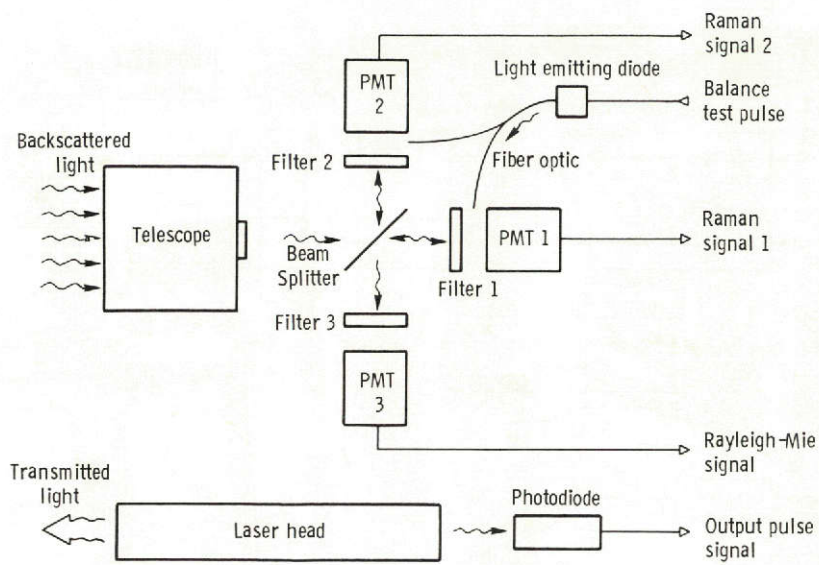 Raman
signal 2
PMT
2
Light emitting diode
Balance
test pulse
Backscattered
light
Filter 2
Fiber optic
Telescope
Beam
Splitter
PMT 1
Raman
signal 1
Filter 1
Filter 3
PMT
3
Rayleigh-Mie
signal
Transmitted
light
Laser head
Photodiode
Output pulse
signal